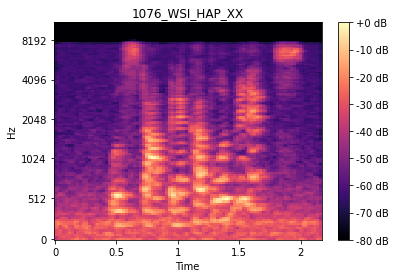 1076_WSI_HAP_XX
+0 dB
8192
-10 dB
4096
-20 dB
-30 dB
2048
-40 dB
Hz
1024
-50 dB
512
-60 dB
-70 dB
0
-80 dB
0
0.5
1
1.5
2
Time